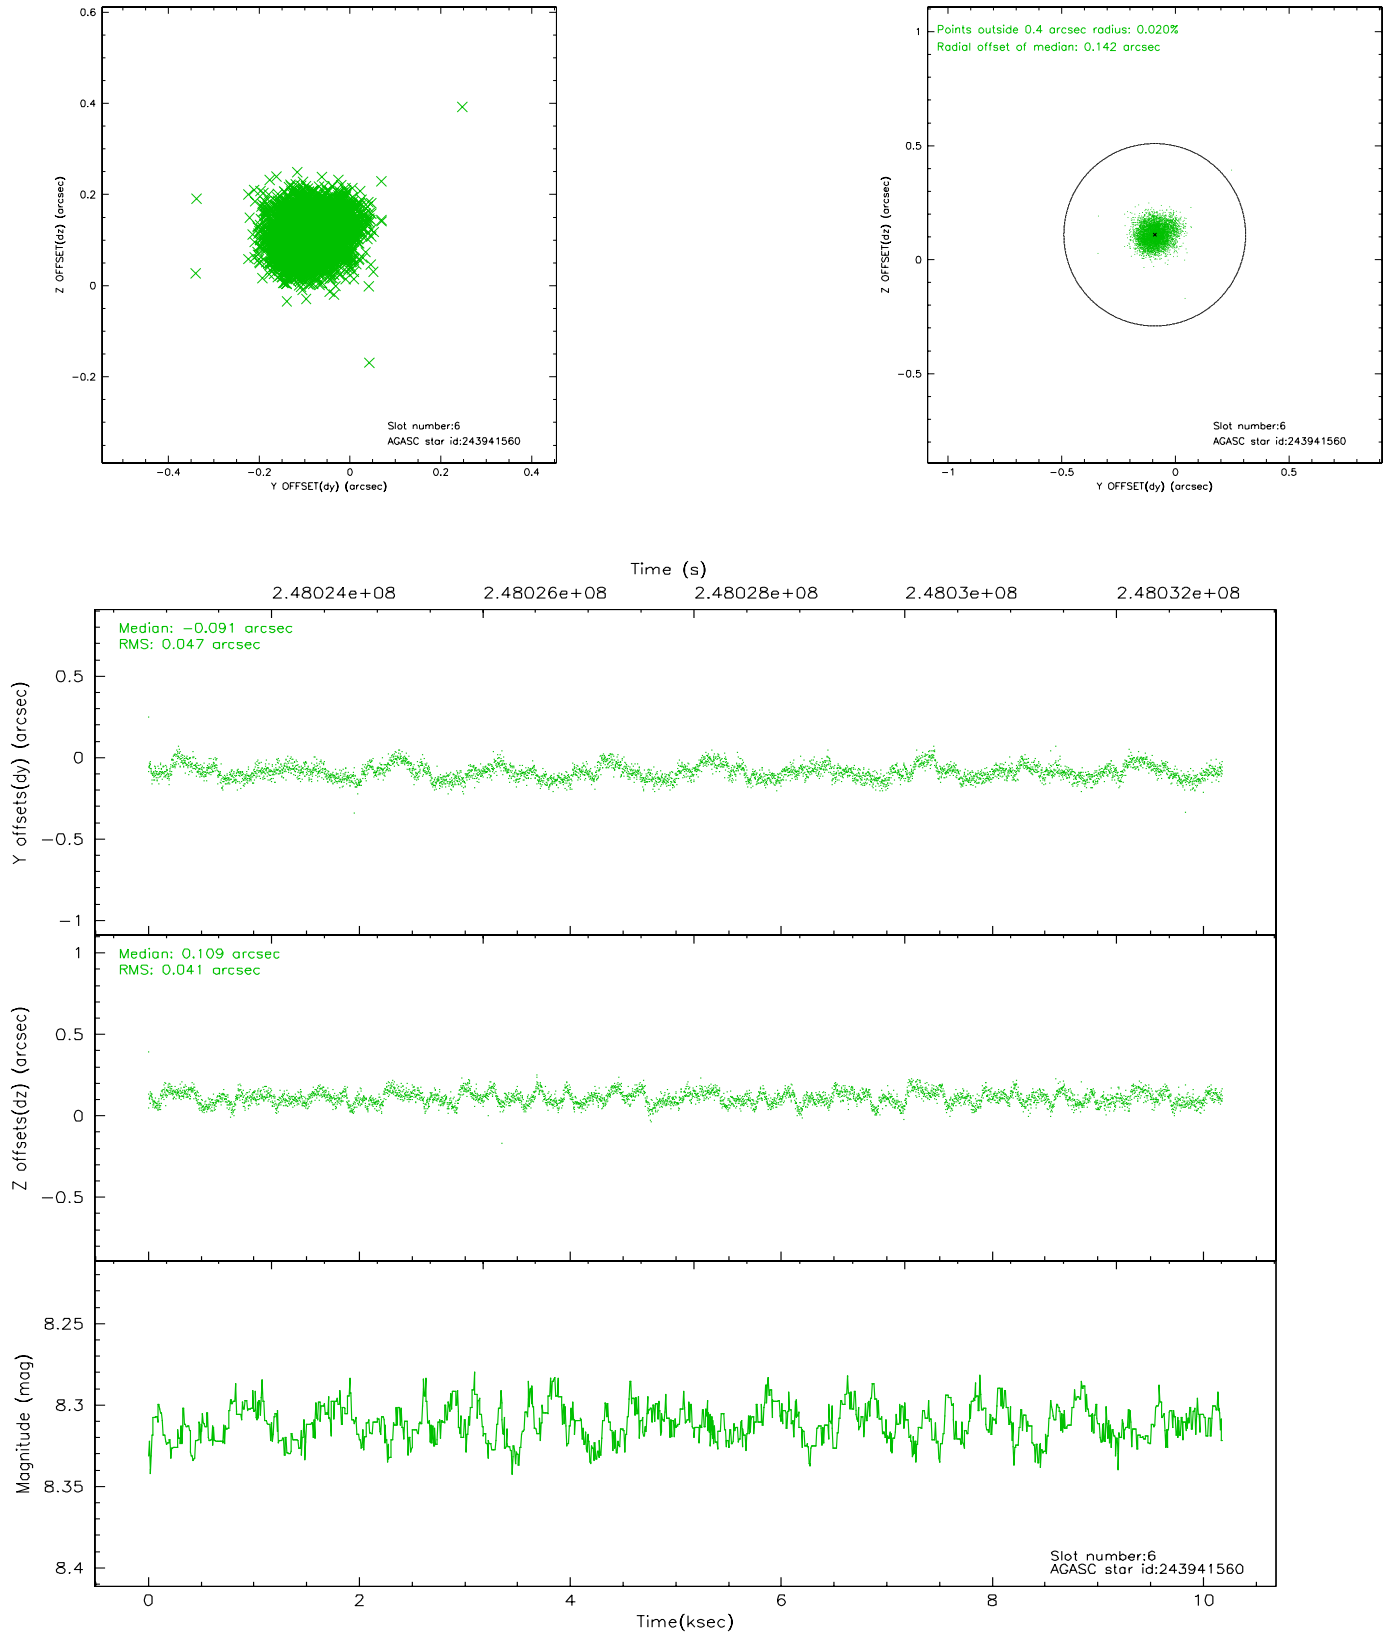 0.6
0.4
0.2
0
−0.2
Z OFFSET(dz) (arcsec)
−0.4
−0.2
0
0.2
0.4
Y OFFSET(dy) (arcsec)
Slot number:6
AGASC star id:243941560
Points outside 0.4 arcsec radius: 0.020%
Radial offset of median: 0.142 arcsec
1
0.5
0
−0.5
Z OFFSET(dz) (arcsec)
−1
−0.5
0
0.5
Y OFFSET(dy) (arcsec)
Slot number:6
AGASC star id:243941560
Time (s)
2.48024e+08
2.48026e+08
2.48028e+08
2.4803e+08
2.48032e+08
Median: −0.091 arcsec
RMS: 0.047 arcsec
0.5
0
−0.5
−1
Y offsets(dy) (arcsec)
Median: 0.109 arcsec
RMS: 0.041 arcsec
1
0.5
0
−0.5
Z offsets(dz) (arcsec)
8.25
8.3
8.35
8.4
Magnitude (mag)
Slot number:6
AGASC star id:243941560
0
2
4
6
8
10
Time(ksec)